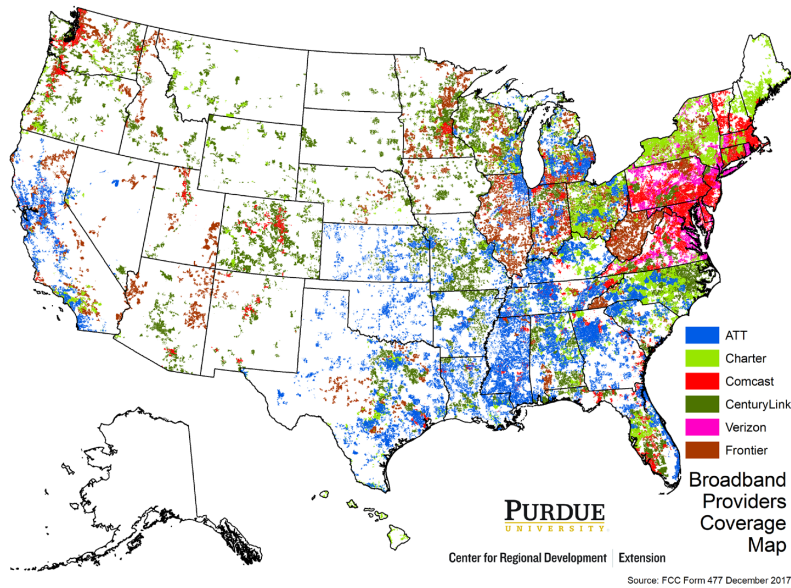 ATT
Charter
Comcast
CenturyLink
Verizon
Frontier
Broadband
Providers
Coverage
Map
PURDUE
UNIVERSITY
Center for Regional Development | Extension
Source: FCC Form 477 December 2017